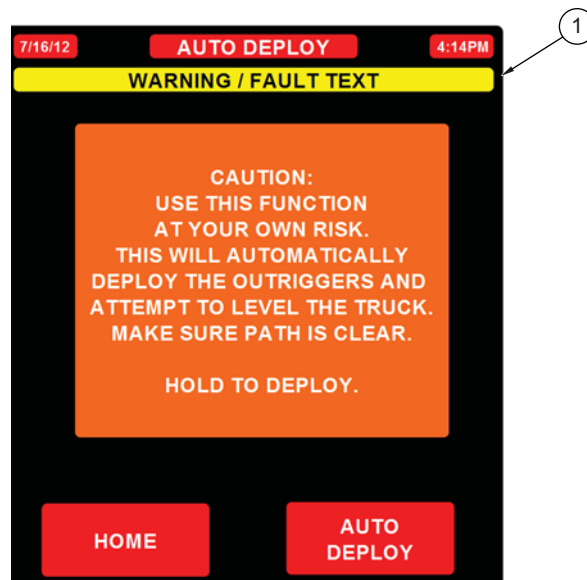 1
7/16/12 AUTO DEPLOY 4:14PM
WARNING / FAULT TEXT
CAUTION:
USE THIS FUNCTION
AT YOUR OWN RISK.
THIS WILL AUTOMATICALLY
DEPLOY THE OUTRIGGERS AND
ATTEMPT TO LEVEL THE TRUCK.
MAKE SURE PATH IS CLEAR.
HOLD TO DEPLOY.
HOME
AUTO
DEPLOY